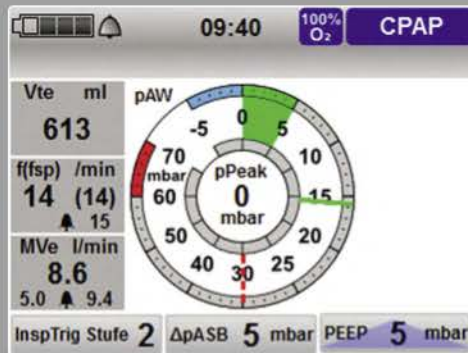 09:40
100%
O₂
CPAP
Vte ml
613
f(fsp) /min
14 (14)
15
MVe l/min
8.6
5.0 9.4
pAW
-5 0 5
10
15
20
25
30
40
50
60
70
mbar
pPeak
0
mbar
InspTrig Stufe 2
ΔpASB 5 mbar
PEEP 5 mbar